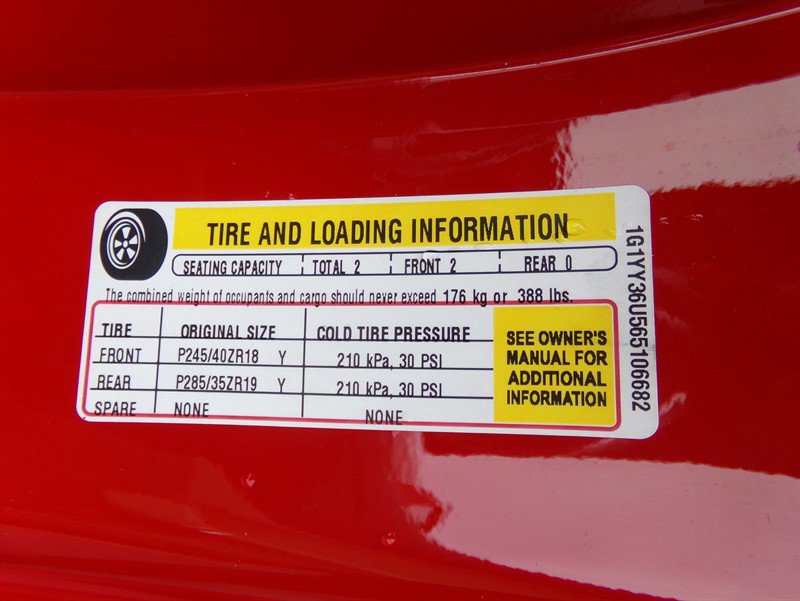 TIRE AND LOADING INFORMATION
SEATING CAPACITY TOTAL 2 FRONT 2 REAR 0
The combined weight of occupants and cargo should never exceed 176 kg or 388 lbs.
TIRE ORIGINAL SIZE COLD TIRE PRESSURE
FRONT P245/40ZR18 Y 210 kPa, 30 PSI
REAR P285/35ZR19 Y 210 kPa, 30 PSI
SPARE NONE NONE
SEE OWNER'S
MANUAL FOR
ADDITIONAL
INFORMATION
1G1YY36U565106682